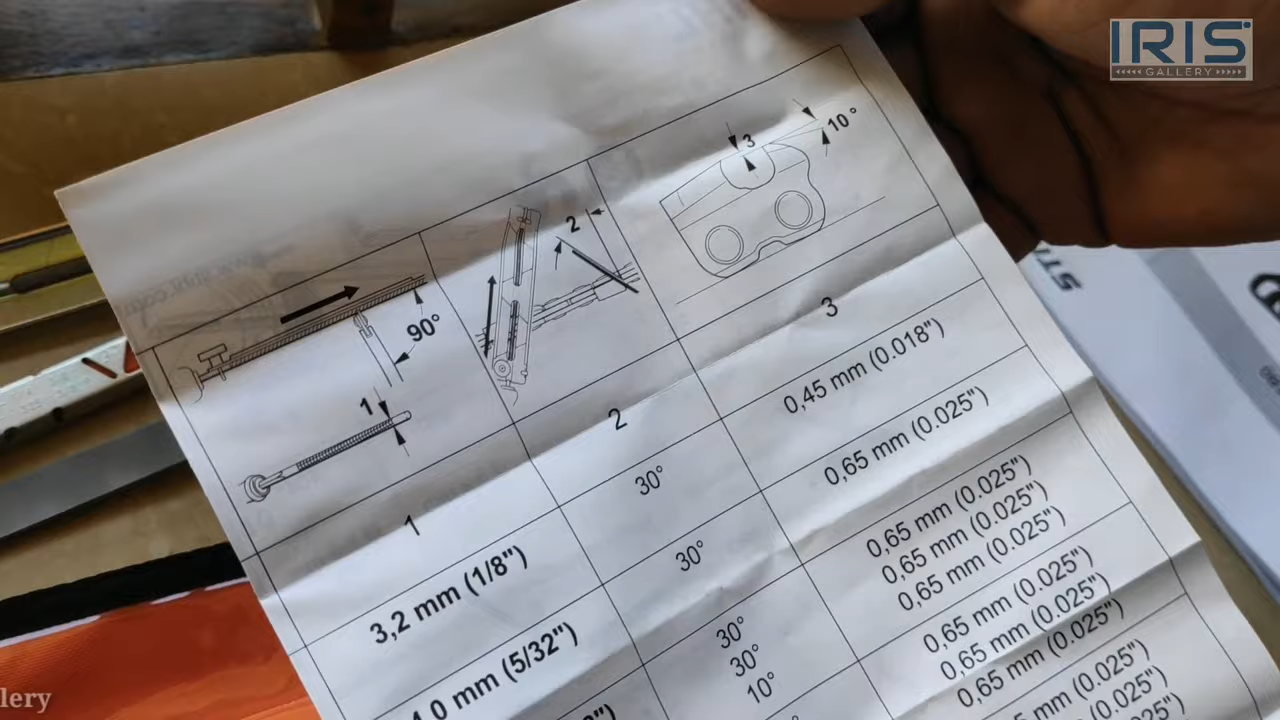 IRIS
GALLERY
3
10°
2
90°
1
1
2
3
3,2 mm (1/8")
30°
0,45 mm (0.018")
30°
0,65 mm (0.025")
0 mm (5/32")
30°
30°
10°
0,65 mm (0.025")
0,65 mm (0.025")
0,65 mm (0.025")
0,65 mm (0.025")
0,65 mm (0.025")
0,65 mm (0.025")
mm (0.025")
(0.025")
lery